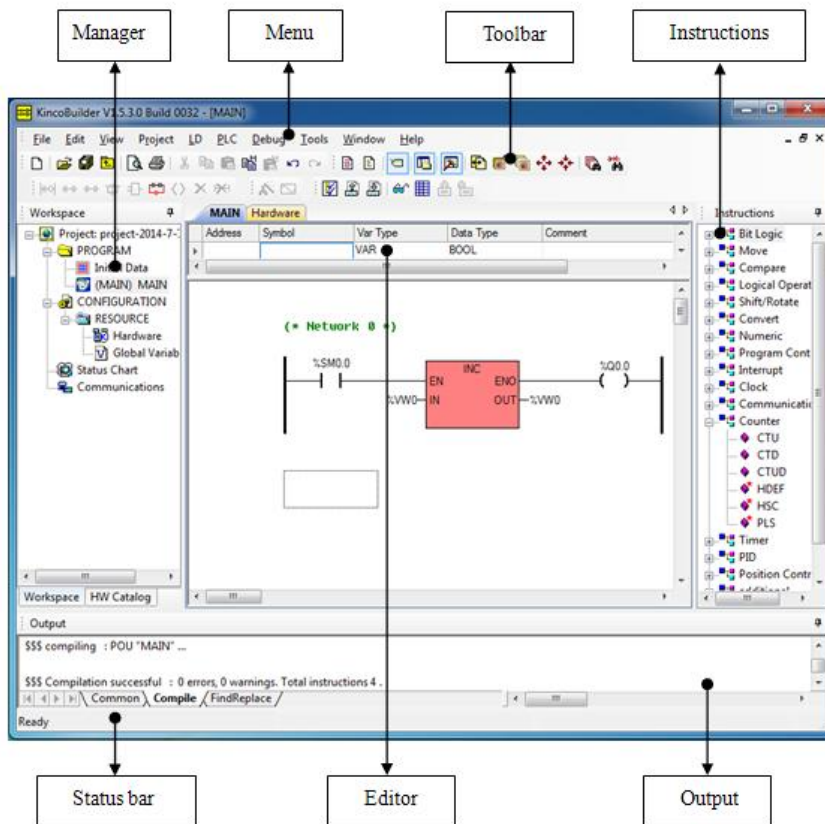 Manager
Menu
Toolbar
Instructions
KincoBuilder V1.5.3.0 Build 0032 - [MAIN]
File Edit View Project LD PLC Debug Tools Window Help
Workspace
MAIN Hardware
Instructions
Project: project-2014-7-
PROGRAM
Initial Data
(MAIN) MAIN
CONFIGURATION
RESOURCE
Hardware
Global Variab
Status Chart
Communications
Workspace HW Catalog
Address Symbol Var Type Data Type Comment
VAR BOOL
(* Network 0 *)
%SM0.0
INC
%Q0.0
EN ENO
%VW0 IN OUT %VW0
Bit Logic
Move
Compare
Logical Operat
Shift/Rotate
Convert
Numeric
Program Cont
Interrupt
Clock
Communicatio
Counter
CTU
CTD
CTUD
HDEF
HSC
PLS
Timer
PID
Position Contr
Output
$$$ compiling : POU "MAIN" ...
$$$ Compilation successful : 0 errors, 0 warnings. Total instructions 4 .
Common Compile FindReplace
Ready
Status bar
Editor
Output